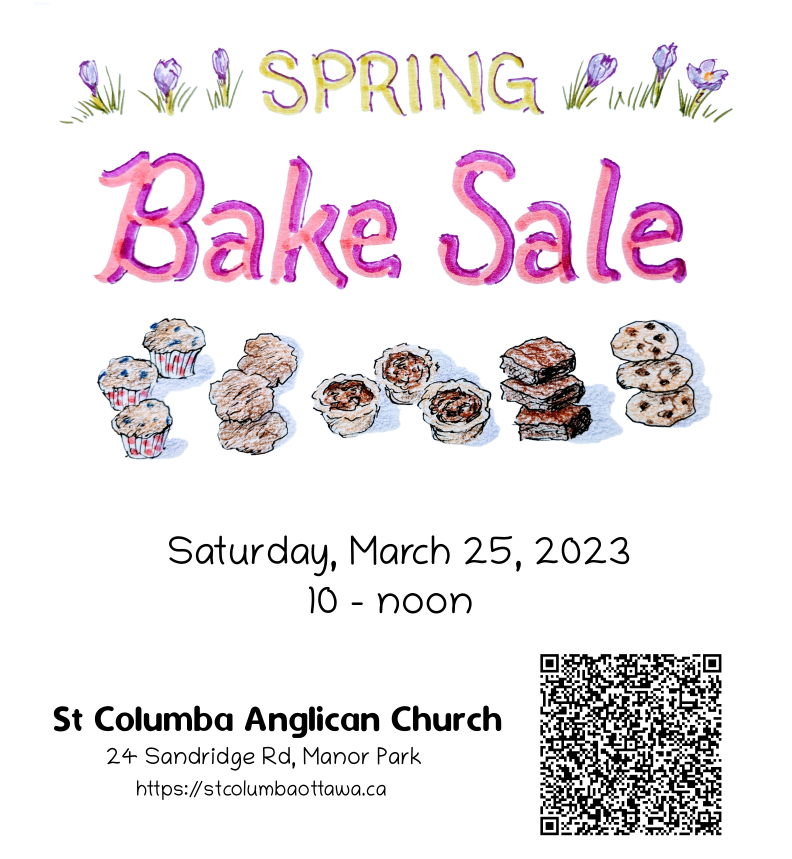 SPRING
Bake Sale
Saturday, March 25, 2023
10 - noon
St Columba Anglican Church
24 Sandridge Rd, Manor Park
https://stcolumbaottawa.ca